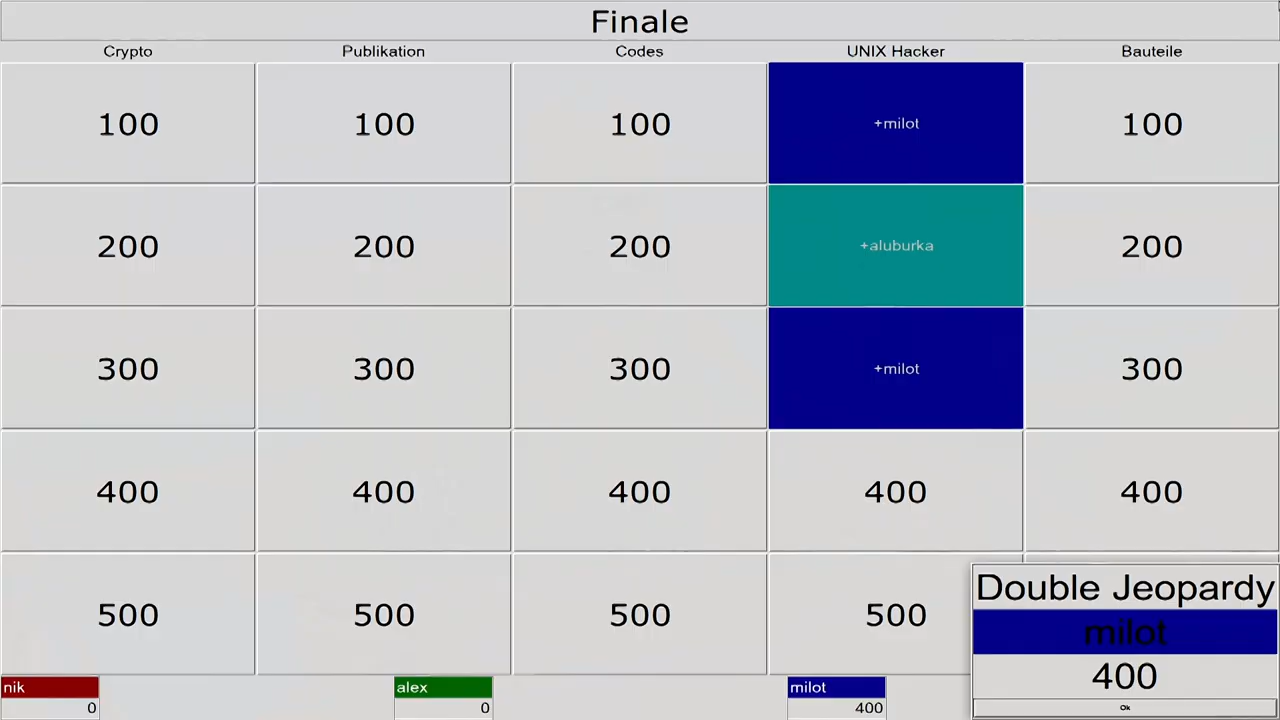 Finale
Crypto Publikation Codes UNIX Hacker Bauteile
100 100 100 +milot 100
200 200 200 +aluburka 200
300 300 300 +milot 300
400 400 400 400 400
500 500 500 500
Double Jeopardy
milot
400
Ok
nik alex milot
0 0 400